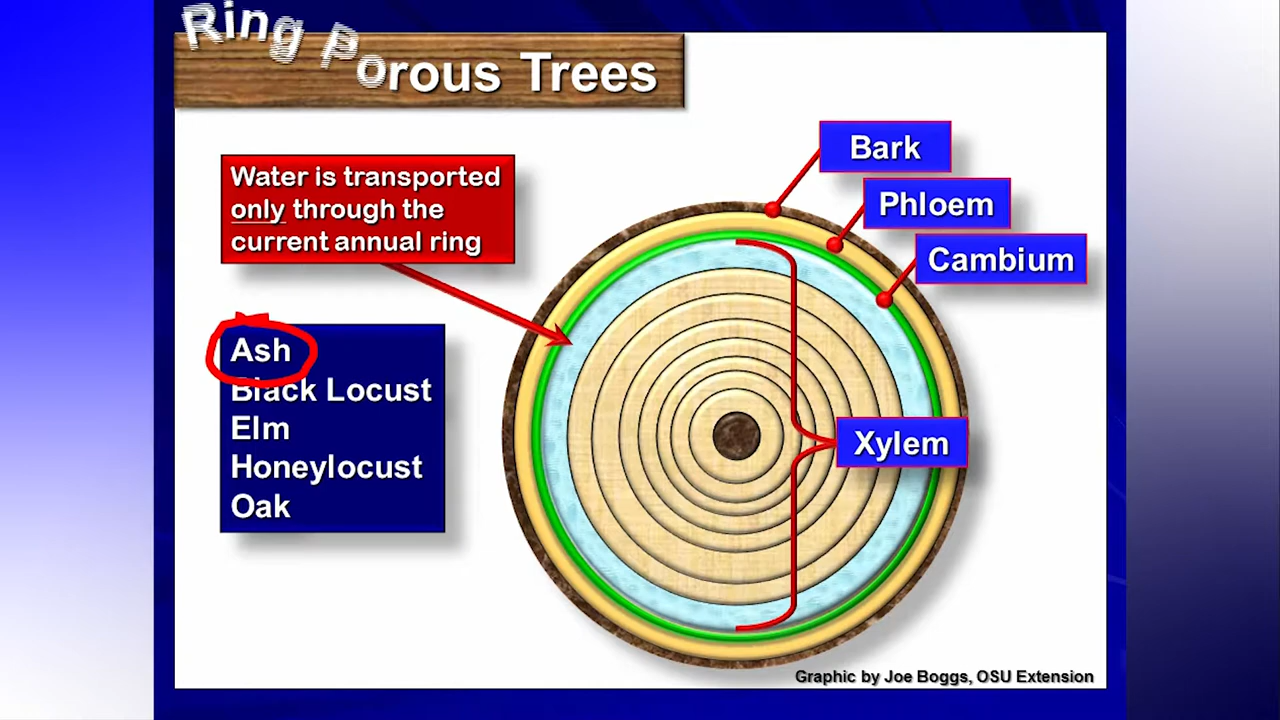 Ring Porous Trees
Bark
Water is transported
only through the
current annual ring
Phloem
Cambium
Ash
Black Locust
Elm
Honeylocust
Oak
Xylem
Graphic by Joe Boggs, OSU Extension